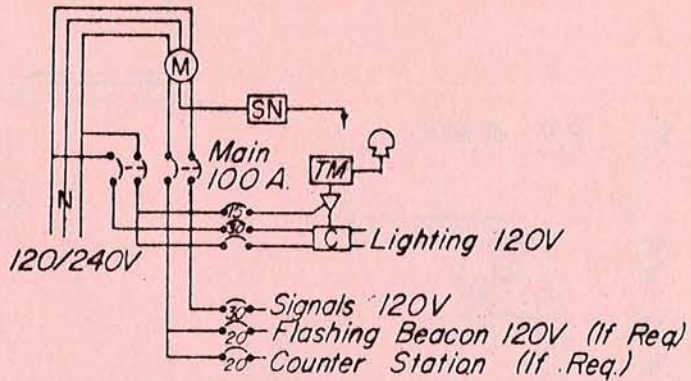 M
SN
Main
100 A.
TM
N
15
30
C
Lighting 120V
120/240V
30
Signals 120V
20
Flashing Beacon 120V (If Req)
20
Counter Station (If Req.)